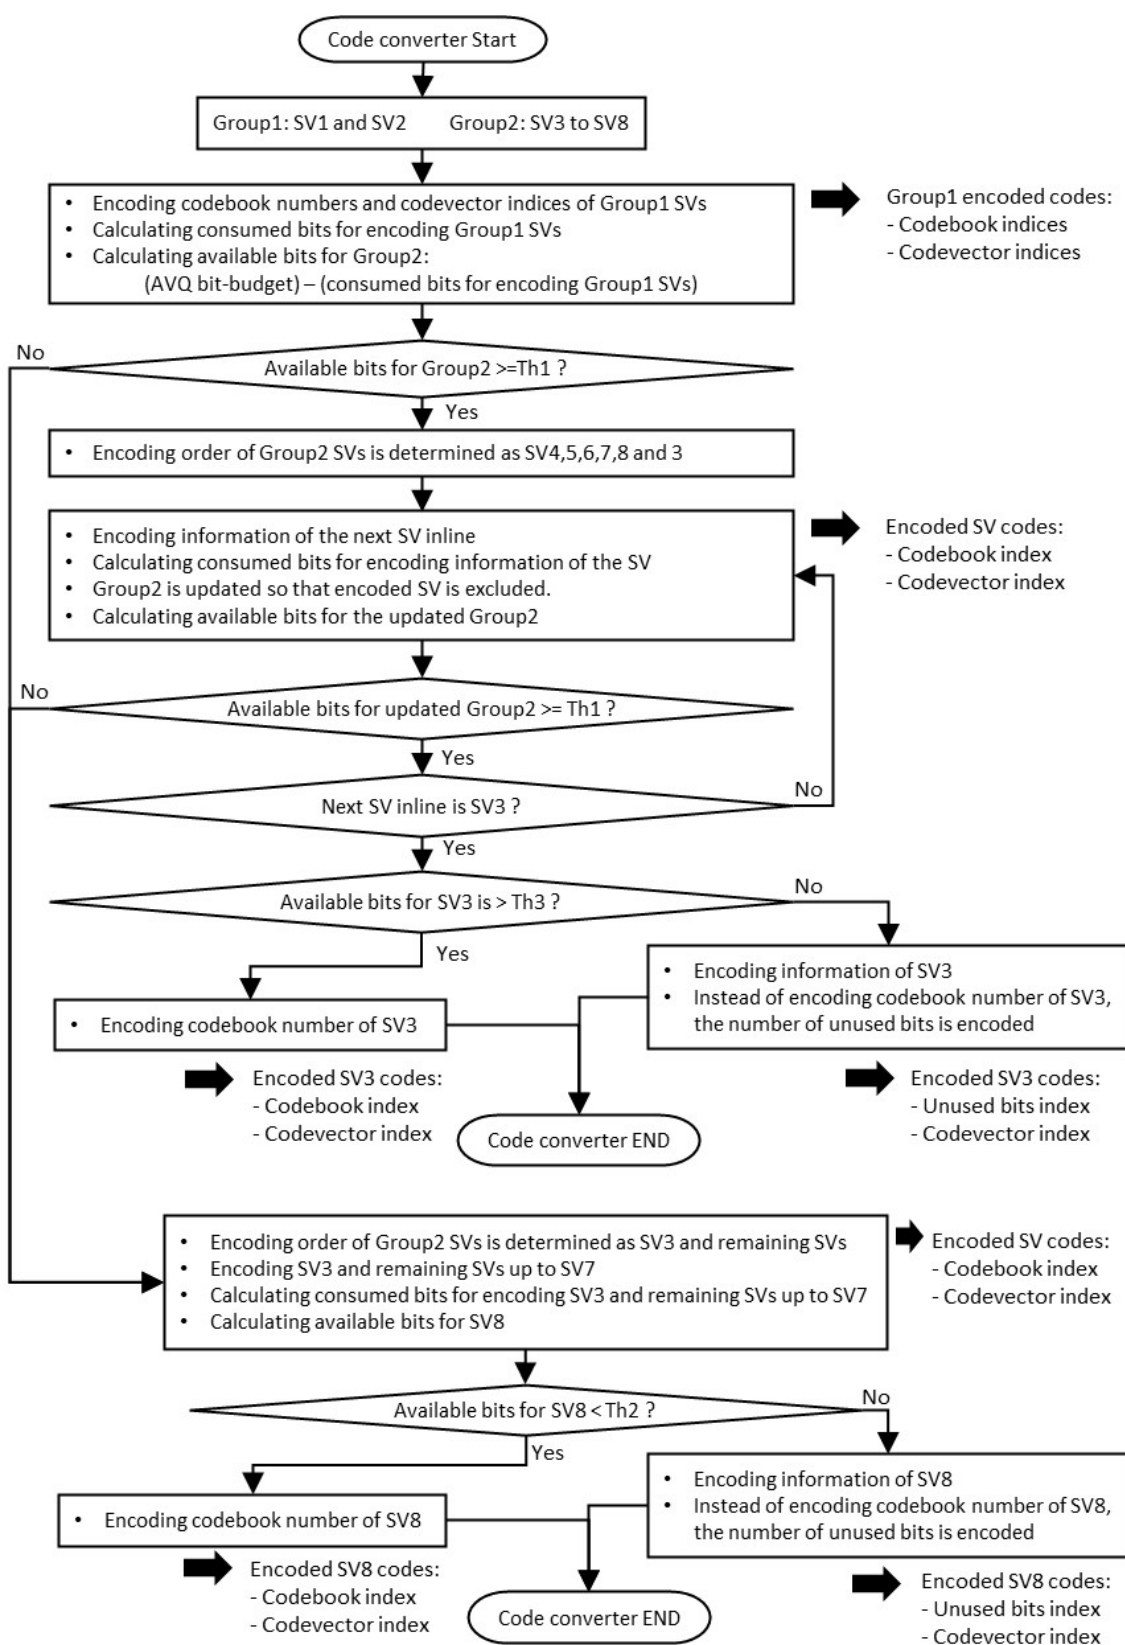 Code converter Start
Group1: SV1 and SV2 Group2: SV3 to SV8
• Encoding codebook numbers and codevector indices of Group1 SVs
• Calculating consumed bits for encoding Group1 SVs
• Calculating available bits for Group2:
(AVQ bit-budget) – (consumed bits for encoding Group1 SVs)
Group1 encoded codes:
- Codebook indices
- Codevector indices
No
Available bits for Group2 >=Th1 ?
Yes
• Encoding order of Group2 SVs is determined as SV4,5,6,7,8 and 3
• Encoding information of the next SV inline
• Calculating consumed bits for encoding information of the SV
• Group2 is updated so that encoded SV is excluded.
• Calculating available bits for the updated Group2
Encoded SV codes:
- Codebook index
- Codevector index
No
Available bits for updated Group2 >= Th1 ?
Yes
Next SV inline is SV3 ?
No
Yes
Available bits for SV3 is > Th3 ?
No
Yes
• Encoding codebook number of SV3
• Encoding information of SV3
• Instead of encoding codebook number of SV3,
the number of unused bits is encoded
Encoded SV3 codes:
- Codebook index
- Codevector index
Encoded SV3 codes:
- Unused bits index
- Codevector index
Code converter END
• Encoding order of Group2 SVs is determined as SV3 and remaining SVs
• Encoding SV3 and remaining SVs up to SV7
• Calculating consumed bits for encoding SV3 and remaining SVs up to SV7
• Calculating available bits for SV8
Encoded SV codes:
- Codebook index
- Codevector index
Available bits for SV8 < Th2 ?
No
Yes
• Encoding codebook number of SV8
• Encoding information of SV8
• Instead of encoding codebook number of SV8,
the number of unused bits is encoded
Encoded SV8 codes:
- Codebook index
- Codevector index
Encoded SV8 codes:
- Unused bits index
- Codevector index
Code converter END